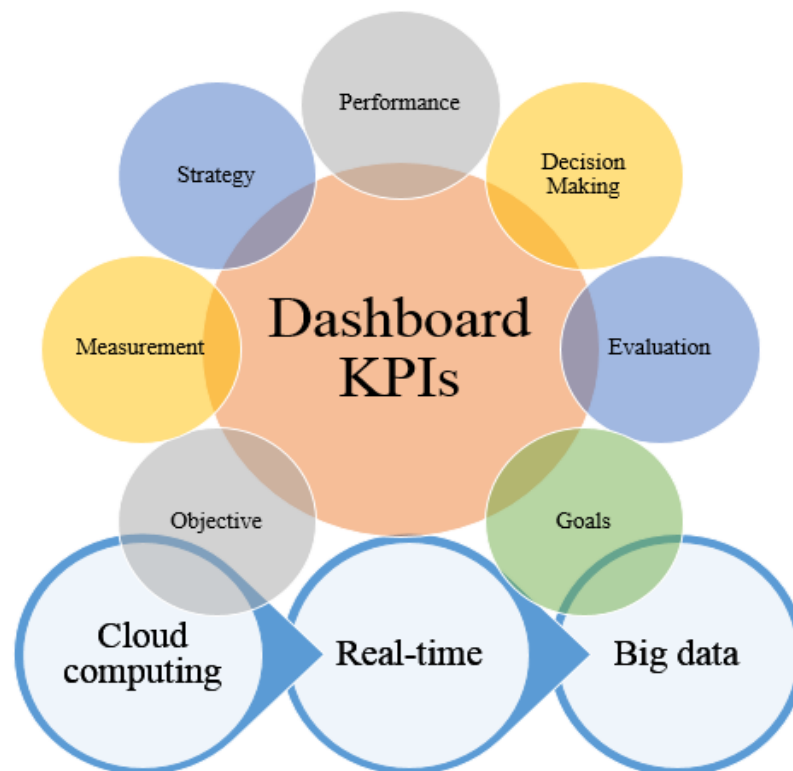 Performance
Strategy
Decision
Making
Dashboard
KPIs
Measurement
Evaluation
Objective
Goals
Cloud
computing
Real-time
Big data